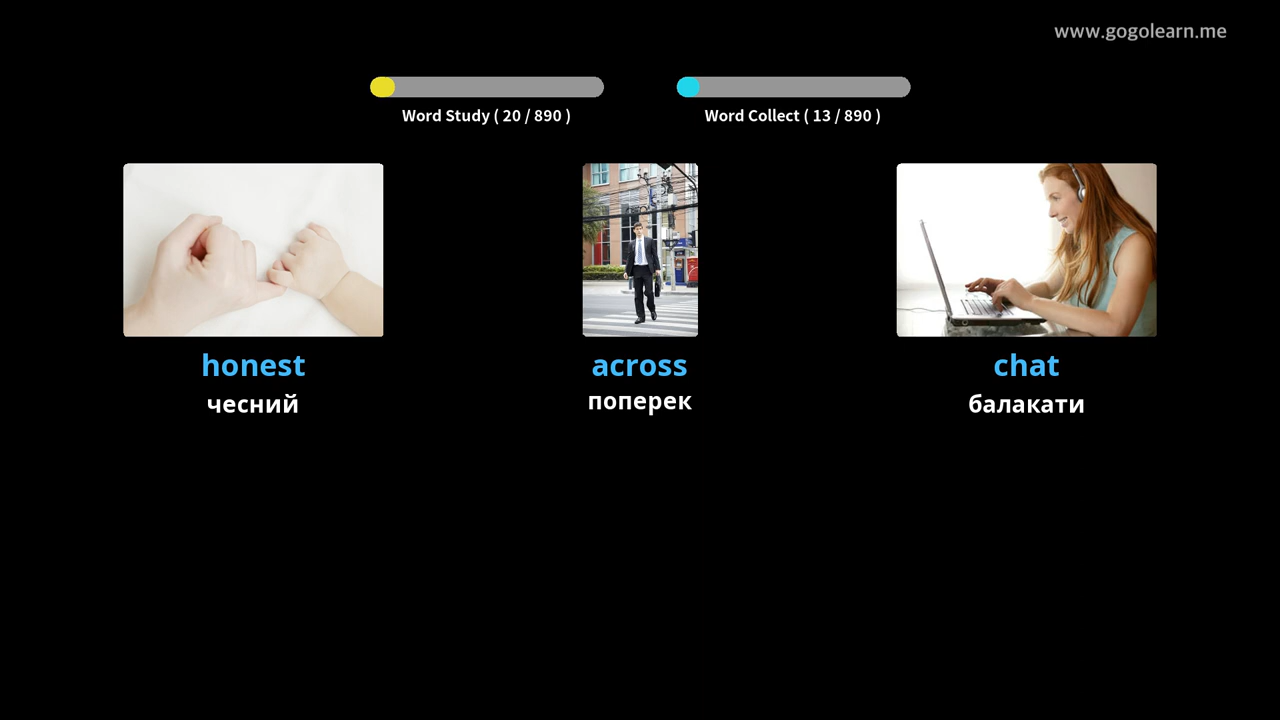 www.gogolearn.me
Word Study ( 20 / 890 )
Word Collect ( 13 / 890 )
honest
across
chat
чесний
поперек
балакати